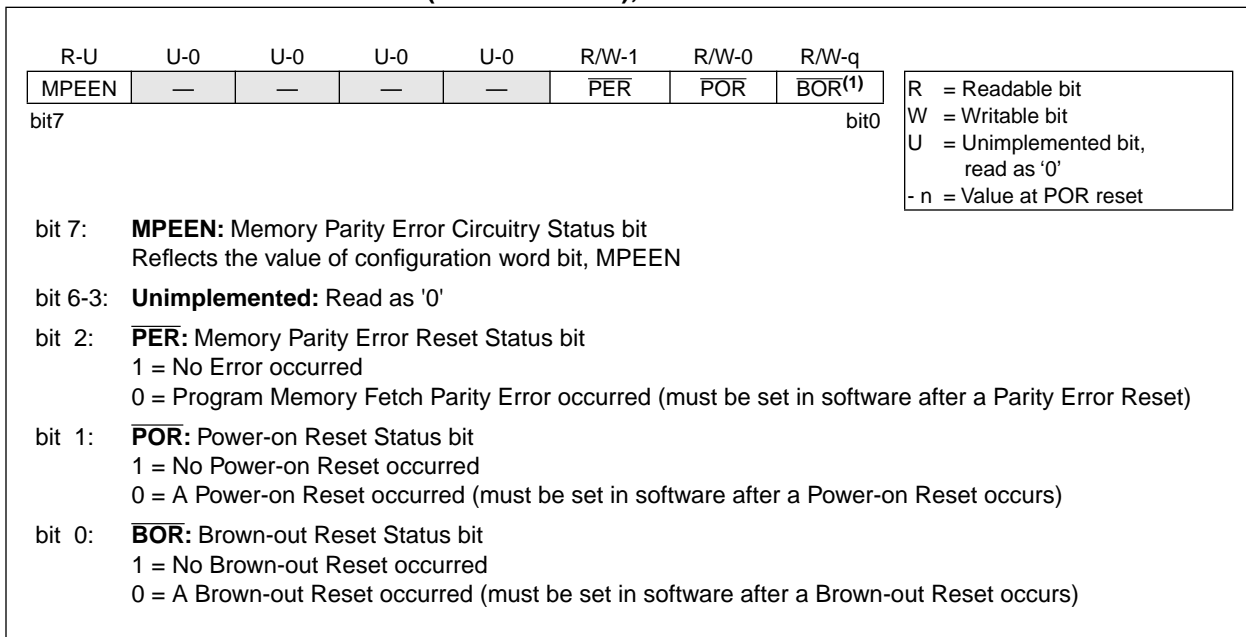 R-U U-0 U-0 U-0 U-0 R/W-1 R/W-0 R/W-q
MPEEN — — — — PER POR BOR(1)
bit7 bit0
R = Readable bit
W = Writable bit
U = Unimplemented bit,
read as ‘0’
- n = Value at POR reset
bit 7: MPEEN: Memory Parity Error Circuitry Status bit
Reflects the value of configuration word bit, MPEEN
bit 6-3: Unimplemented: Read as '0'
bit 2: PER: Memory Parity Error Reset Status bit
1 = No Error occurred
0 = Program Memory Fetch Parity Error occurred (must be set in software after a Parity Error Reset)
bit 1: POR: Power-on Reset Status bit
1 = No Power-on Reset occurred
0 = A Power-on Reset occurred (must be set in software after a Power-on Reset occurs)
bit 0: BOR: Brown-out Reset Status bit
1 = No Brown-out Reset occurred
0 = A Brown-out Reset occurred (must be set in software after a Brown-out Reset occurs)